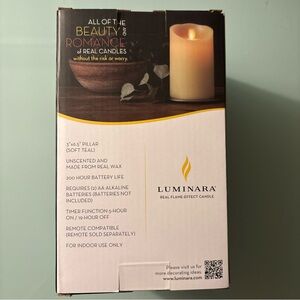 ALL OF THE
BEAUTY AND
ROMANCE
of REAL CANDLES
without the risk or worry.
3"x6.5" PILLAR
(SOFT TEAL)
UNSCENTED AND
MADE FROM REAL WAX
200 HOUR BATTERY LIFE
REQUIRES (2) AA ALKALINE
BATTERIES (BATTERIES NOT
INCLUDED)
TIMER FUNCTION 5-HOUR
ON / 19 HOUR OFF
REMOTE COMPATIBLE
(REMOTE SOLD SEPARATELY)
FOR INDOOR USE ONLY
LUMINARA
REAL FLAME-EFFECT CANDLE
Please visit us for
more decorating ideas
www.luminara.com